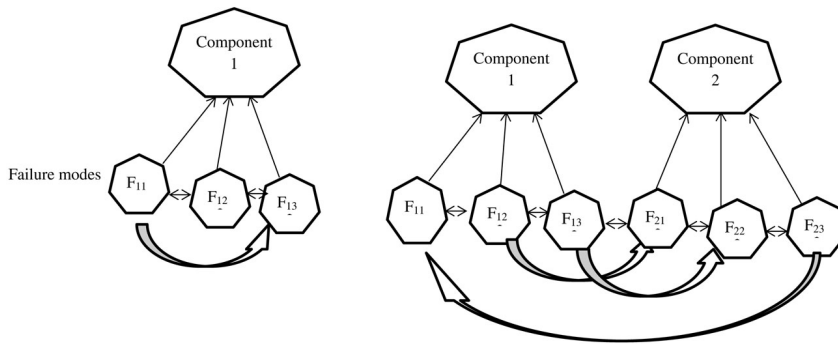 Component
1
Failure modes
F11
F12
F13
Component
1
Component
2
F11
F12
F13
F21
F22
F23